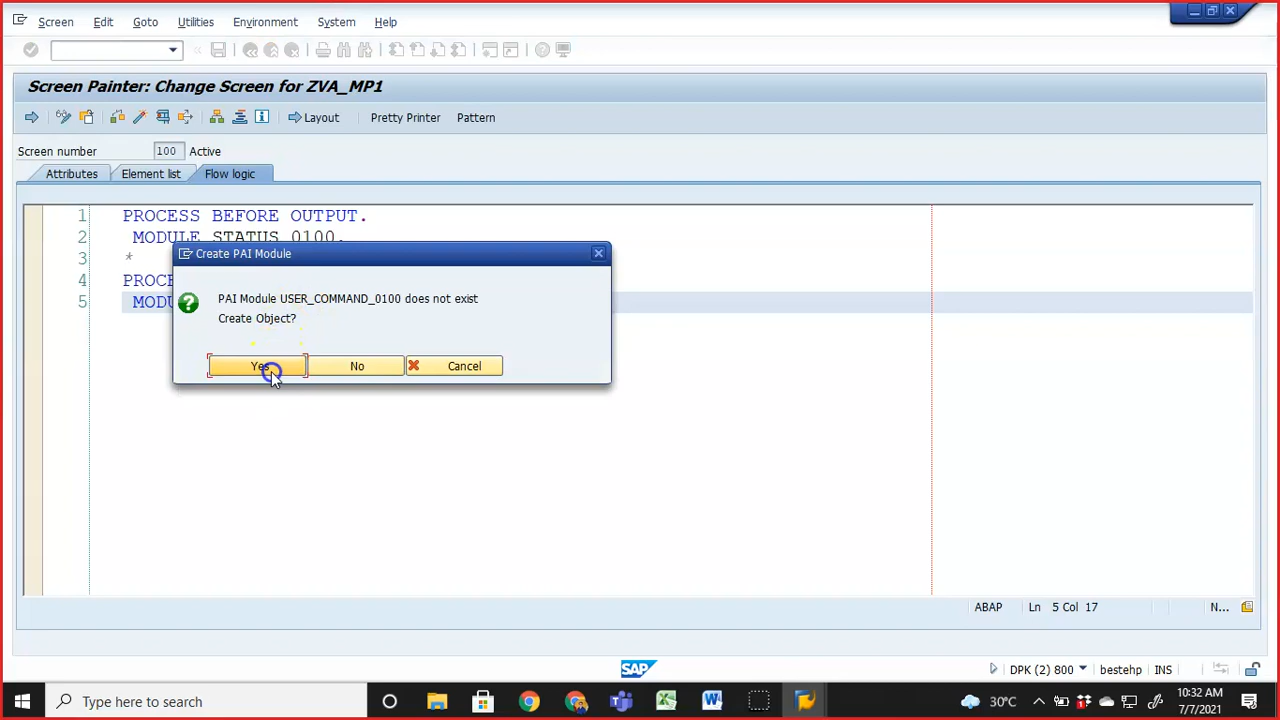 Screen Edit Goto Utilities Environment System Help
Screen Painter: Change Screen for ZVA_MP1
Layout Pretty Printer Pattern
Screen number 100 Active
Attributes Element list Flow logic
1 PROCESS BEFORE OUTPUT.
2 MODULE STATUS_0100.
3 *
4
5
Create PAI Module
PAI Module USER_COMMAND_0100 does not exist
Create Object?
Yes No Cancel
ABAP Ln 5 Col 17 N...
SAP
DPK (2) 800 bestehp INS
Type here to search
30°C
10:32 AM
7/7/2021